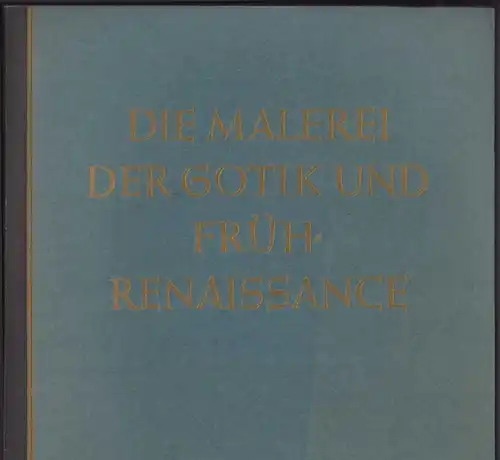 DIE MALEREI
DER GOTIK UND
FRÜH-
RENAISSANCE